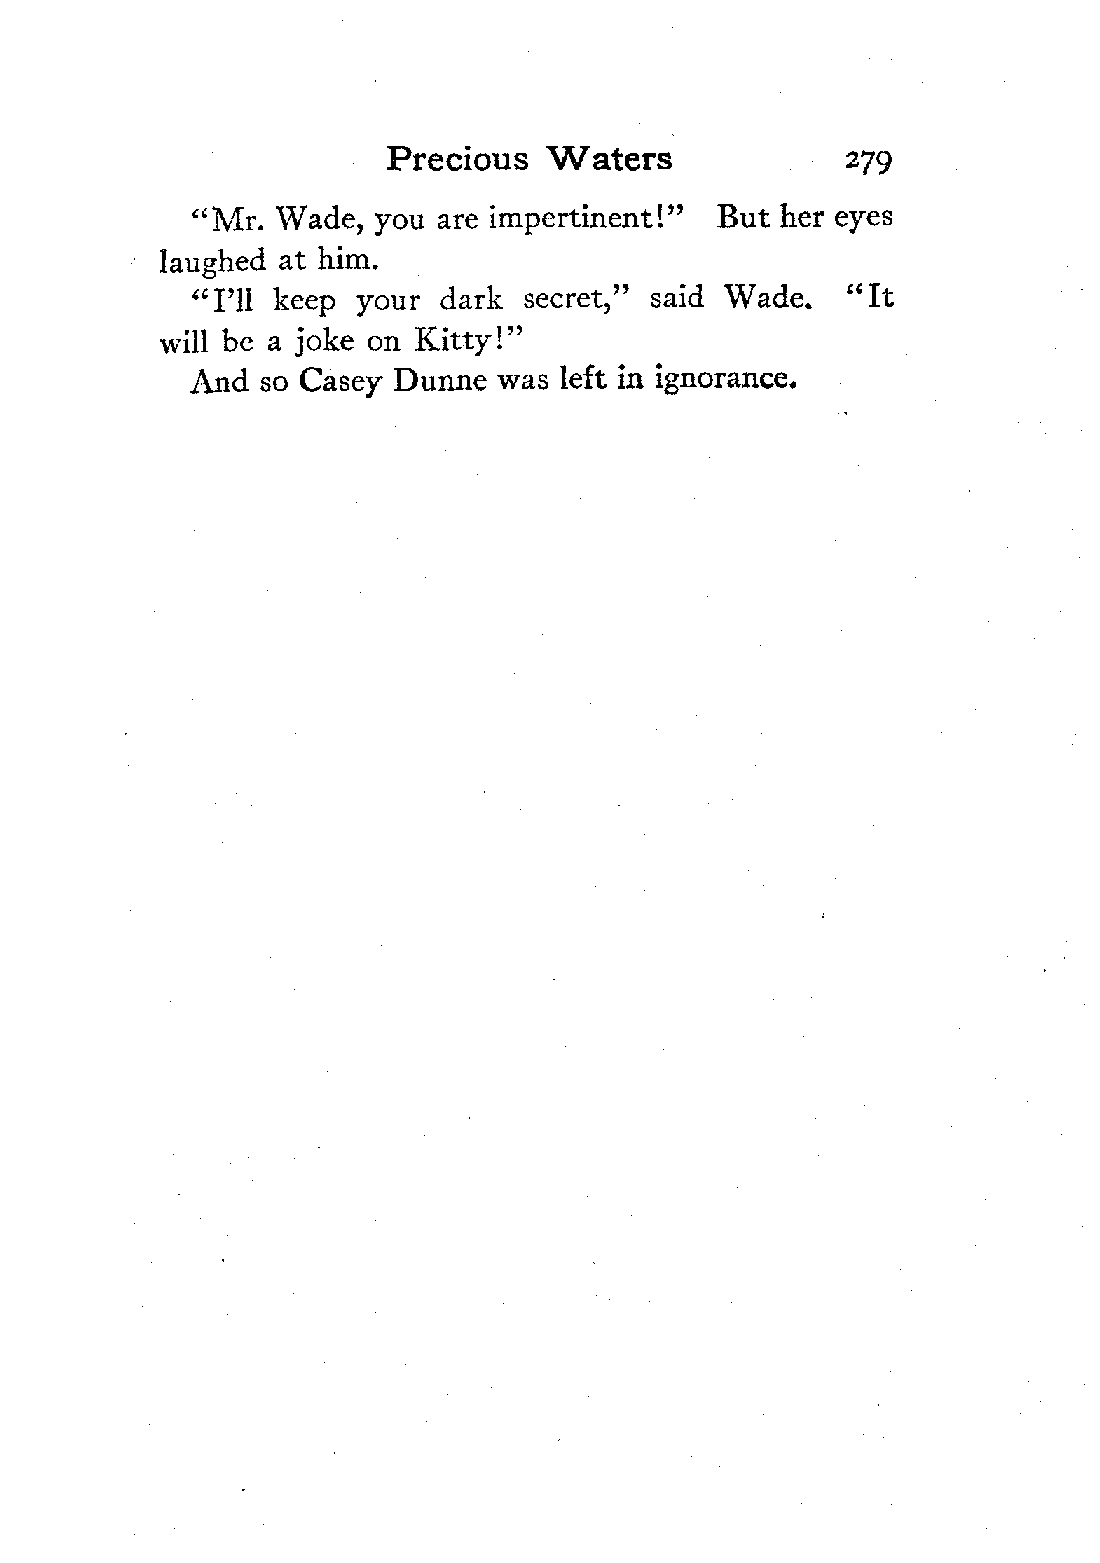 Precious Waters 279
“Mr. Wade, you are impertinent!” But her eyes
laughed at him.
“I’ll keep your dark secret,” said Wade. “It
will be a joke on Kitty!”
And so Casey Dunne was left in ignorance.